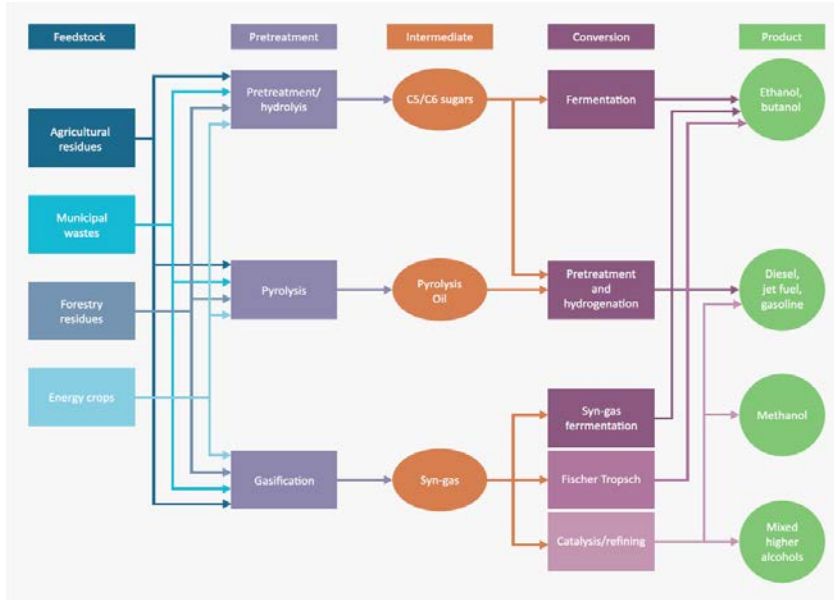 Feedstock
Pretreatment
Intermediate
Conversion
Product
Agricultural
residues
Municipal
wastes
Forestry
residues
Energy crops
Pretreatment/
hydrolyis
Pyrolysis
Gasification
C5/C6 sugars
Pyrolysis
Oil
Syn-gas
Fermentation
Pretreatment
and
hydrogenation
Syn-gas
ferrmentation
Fischer Tropsch
Catalysis/refining
Ethanol,
butanol
Diesel,
jet fuel,
gasoline
Methanol
Mixed
higher
alcohols